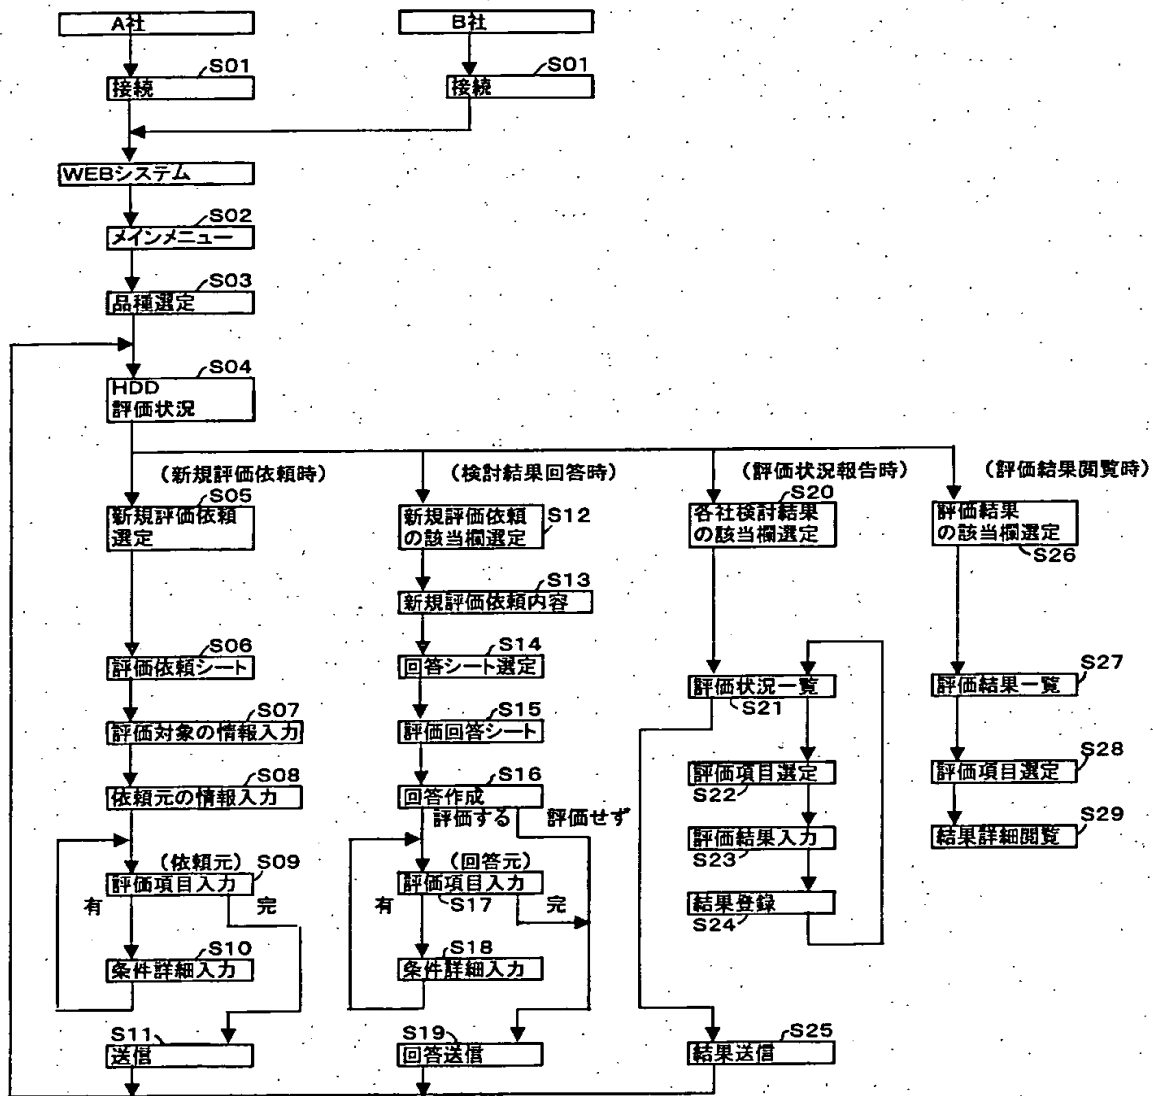 A社
B社
S01
接続
S01
接続
WEBシステム
S02
メインメニュー
S03
品種選定
S04
HDD
評価状況
(新規評価依頼時)
S05
新規評価依頼
選定
S06
評価依頼シート
S07
評価対象の情報入力
S08
依頼元の情報入力
(依頼元)
S09
評価項目入力
有
完
S10
条件詳細入力
S11
送信
(検討結果回答時)
新規評価依頼
の該当欄選定
S12
S13
新規評価依頼内容
S14
回答シート選定
S15
評価回答シート
S16
回答作成
評価する
評価せず
(回答元)
評価項目入力
S17
有
完
S18
条件詳細入力
S19
回答送信
(評価状況報告時)
S20
各社検討結果
の該当欄選定
評価状況一覧
S21
評価項目選定
S22
評価結果入力
S23
結果登録
S24
S25
結果送信
(評価結果閲覧時)
評価結果
の該当欄選定
S26
S27
評価結果一覧
S28
評価項目選定
S29
結果詳細閲覧